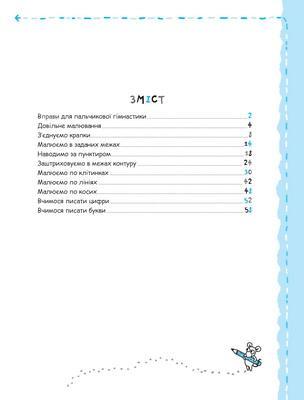 ЗМІСТ
Вправи для пальчикової гімнастики 2
Довільне малювання 4
З'єднуємо крапки 8
Малюємо в заданих межах 14
Наводимо за пунктиром 18
Заштриховуємо в межах контуру 24
Малюємо по клітинках 30
Малюємо по лініях 42
Малюємо по косих 48
Вчимося писати цифри 52
Вчимося писати букви 58